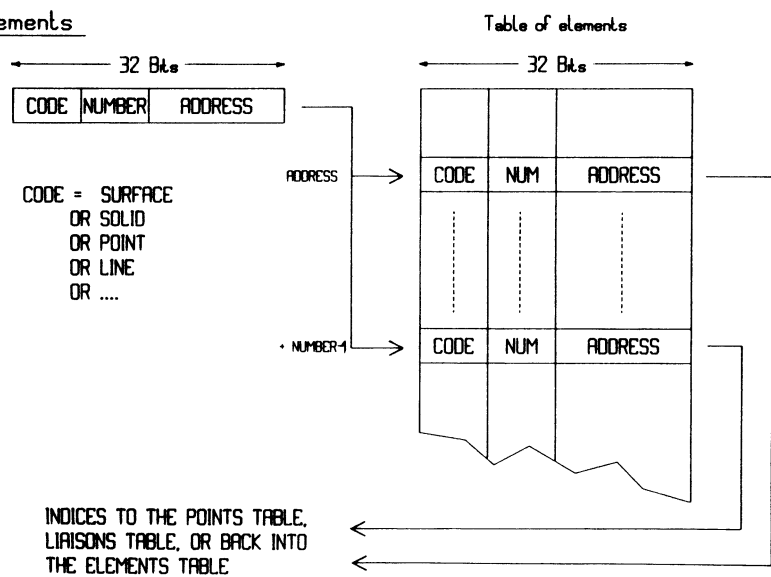 Table of elements
32 Bits
32 Bits
CODE NUMBER ADDRESS
ADDRESS
CODE NUM ADDRESS
CODE = SURFACE
OR SOLID
OR POINT
OR LINE
OR ....
+ NUMBER-1
CODE NUM ADDRESS
INDICES TO THE POINTS TABLE,
LIAISONS TABLE, OR BACK INTO
THE ELEMENTS TABLE